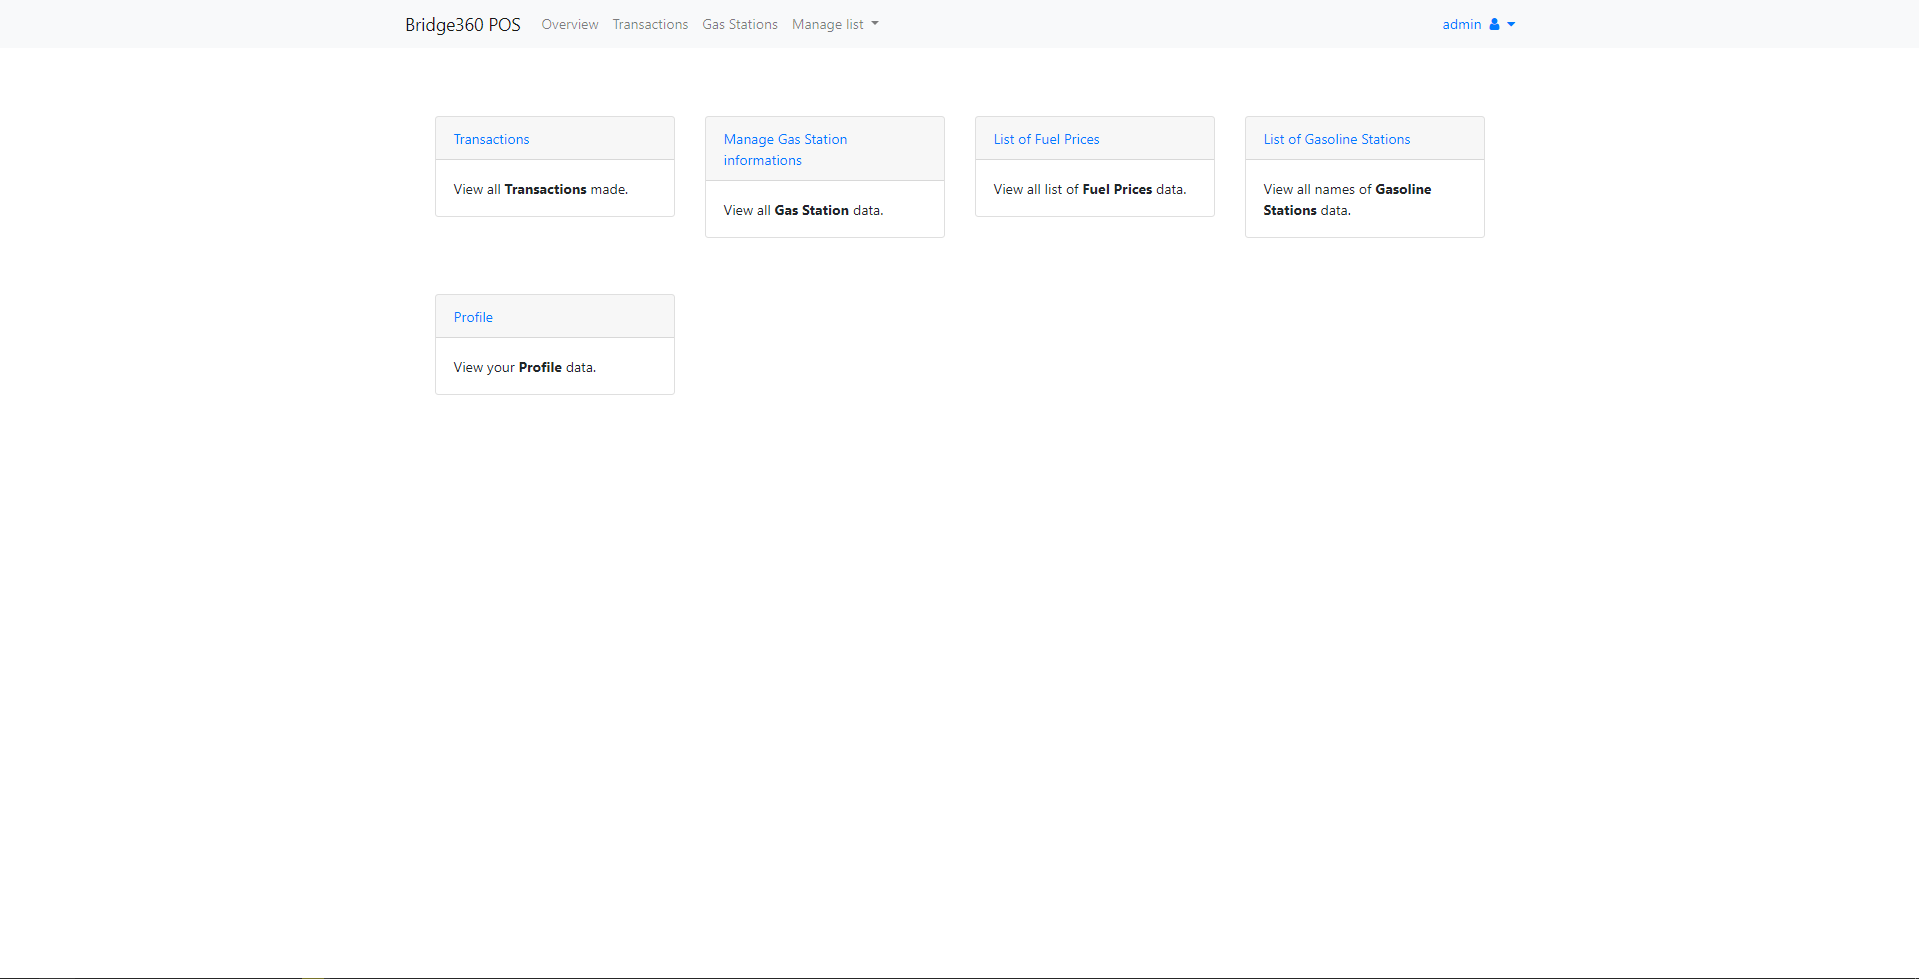 Bridge360 POS Overview Transactions Gas Stations Manage list admin
Transactions
View all Transactions made.
Manage Gas Station
informations
View all Gas Station data.
List of Fuel Prices
View all list of Fuel Prices data.
List of Gasoline Stations
View all names of Gasoline
Stations data.
Profile
View your Profile data.